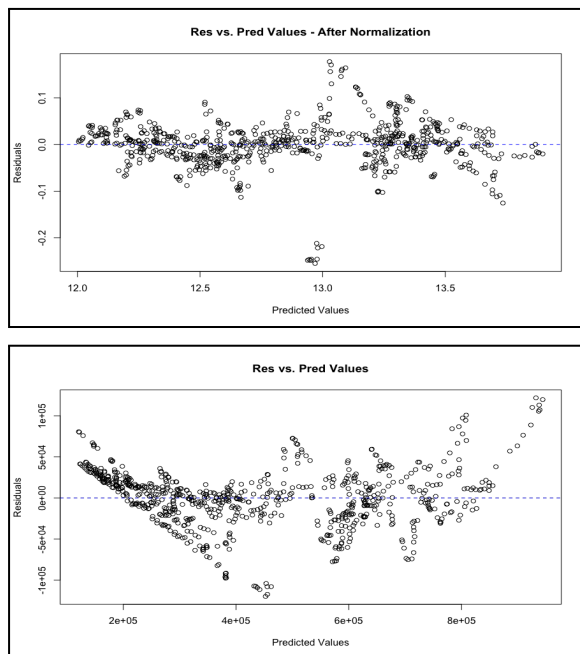 Res vs. Pred Values - After Normalization
0.1
0.0
-0.1
-0.2
Residuals
12.0 12.5 13.0 13.5
Predicted Values
Res vs. Pred Values
1e+05
5e+04
0e+00
-5e+04
-1e+05
Residuals
2e+05 4e+05 6e+05 8e+05
Predicted Values